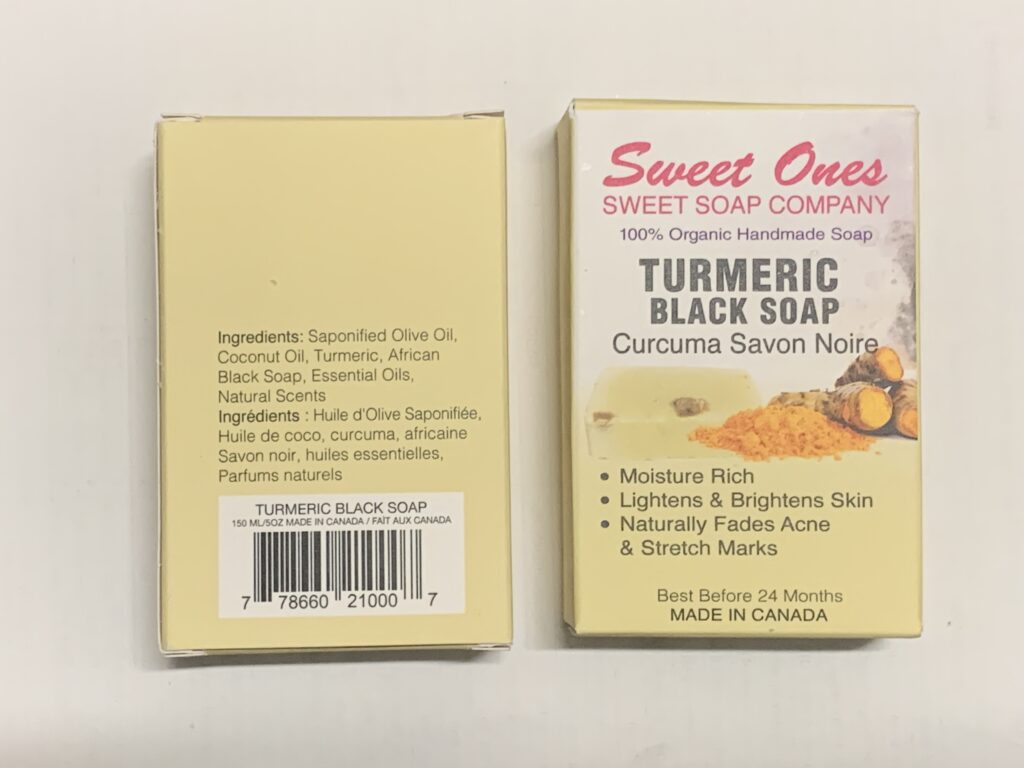 Ingredients: Saponified Olive Oil,
Coconut Oil, Turmeric, African
Black Soap, Essential Oils,
Natural Scents
Ingrédients : Huile d'Olive Saponifiée,
Huile de coco, curcuma, africaine
Savon noir, huiles essentielles,
Parfums naturels
TURMERIC BLACK SOAP
150 ML/5OZ MADE IN CANADA / FAIT AUX CANADA
7 78660 21000 7
Sweet Ones
SWEET SOAP COMPANY
100% Organic Handmade Soap
TURMERIC
BLACK SOAP
Curcuma Savon Noire
• Moisture Rich
• Lightens & Brightens Skin
• Naturally Fades Acne
& Stretch Marks
Best Before 24 Months
MADE IN CANADA